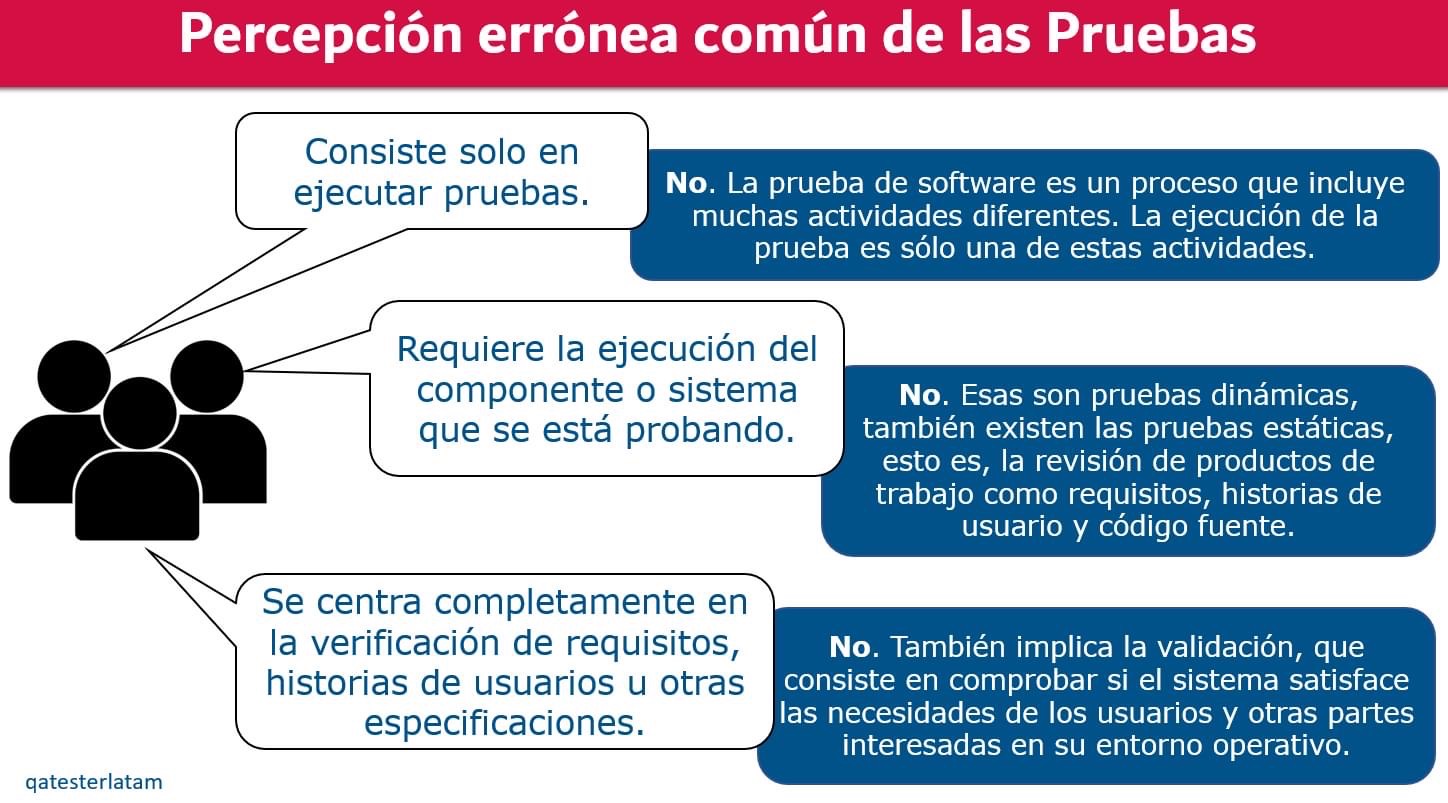 Percepción errónea común de las Pruebas
Consiste solo en
ejecutar pruebas.
No. La prueba de software es un proceso que incluye
muchas actividades diferentes. La ejecución de la
prueba es sólo una de estas actividades.
Requiere la ejecución del
componente o sistema
que se está probando.
No. Esas son pruebas dinámicas,
también existen las pruebas estáticas,
esto es, la revisión de productos de
trabajo como requisitos, historias de
usuario y código fuente.
Se centra completamente en
la verificación de requisitos,
historias de usuarios u otras
especificaciones.
No. También implica la validación, que
consiste en comprobar si el sistema satisface
las necesidades de los usuarios y otras partes
interesadas en su entorno operativo.
qatesterlatam